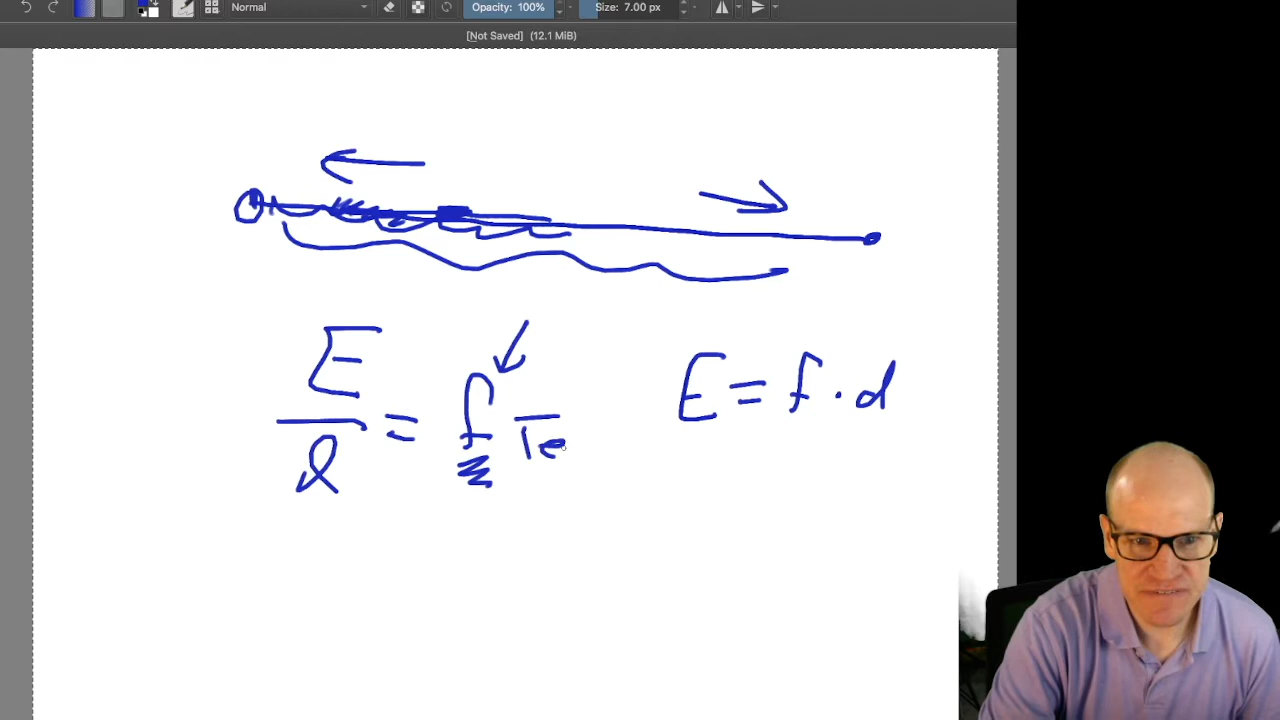 Normal
Opacity: 100%
Size: 7.00 px
[Not Saved] (12.1 MiB)
E
— = f
d
E = f · d